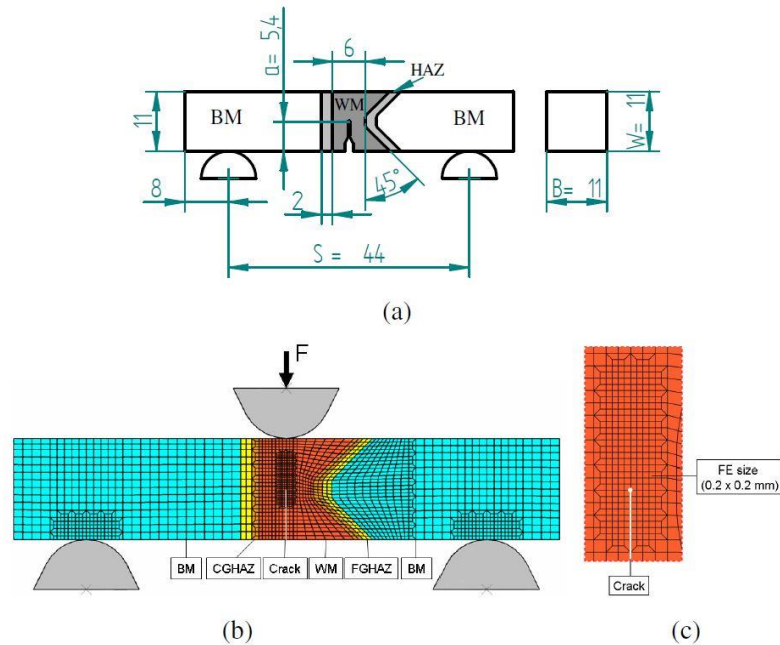 a= 5,4
6
HAZ
11
BM
WM
BM
W= 11
8
2
45°
B= 11
S = 44
(a)
F
FE size
(0.2 x 0.2 mm)
BM
CGHAZ
Crack
WM
FGHAZ
BM
Crack
(b)
(c)